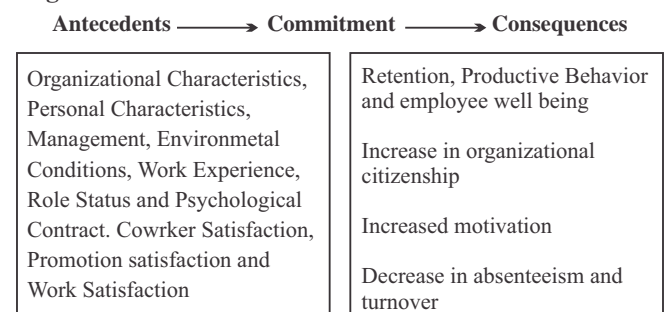 Antecedents → Commitment → Consequences
Organizational Characteristics,
Personal Characteristics,
Management, Environmetal
Conditions, Work Experience,
Role Status and Psychological
Contract. Cowrker Satisfaction,
Promotion satisfaction and
Work Satisfaction
Retention, Productive Behavior
and employee well being
Increase in organizational
citizenship
Increased motivation
Decrease in absenteeism and
turnover